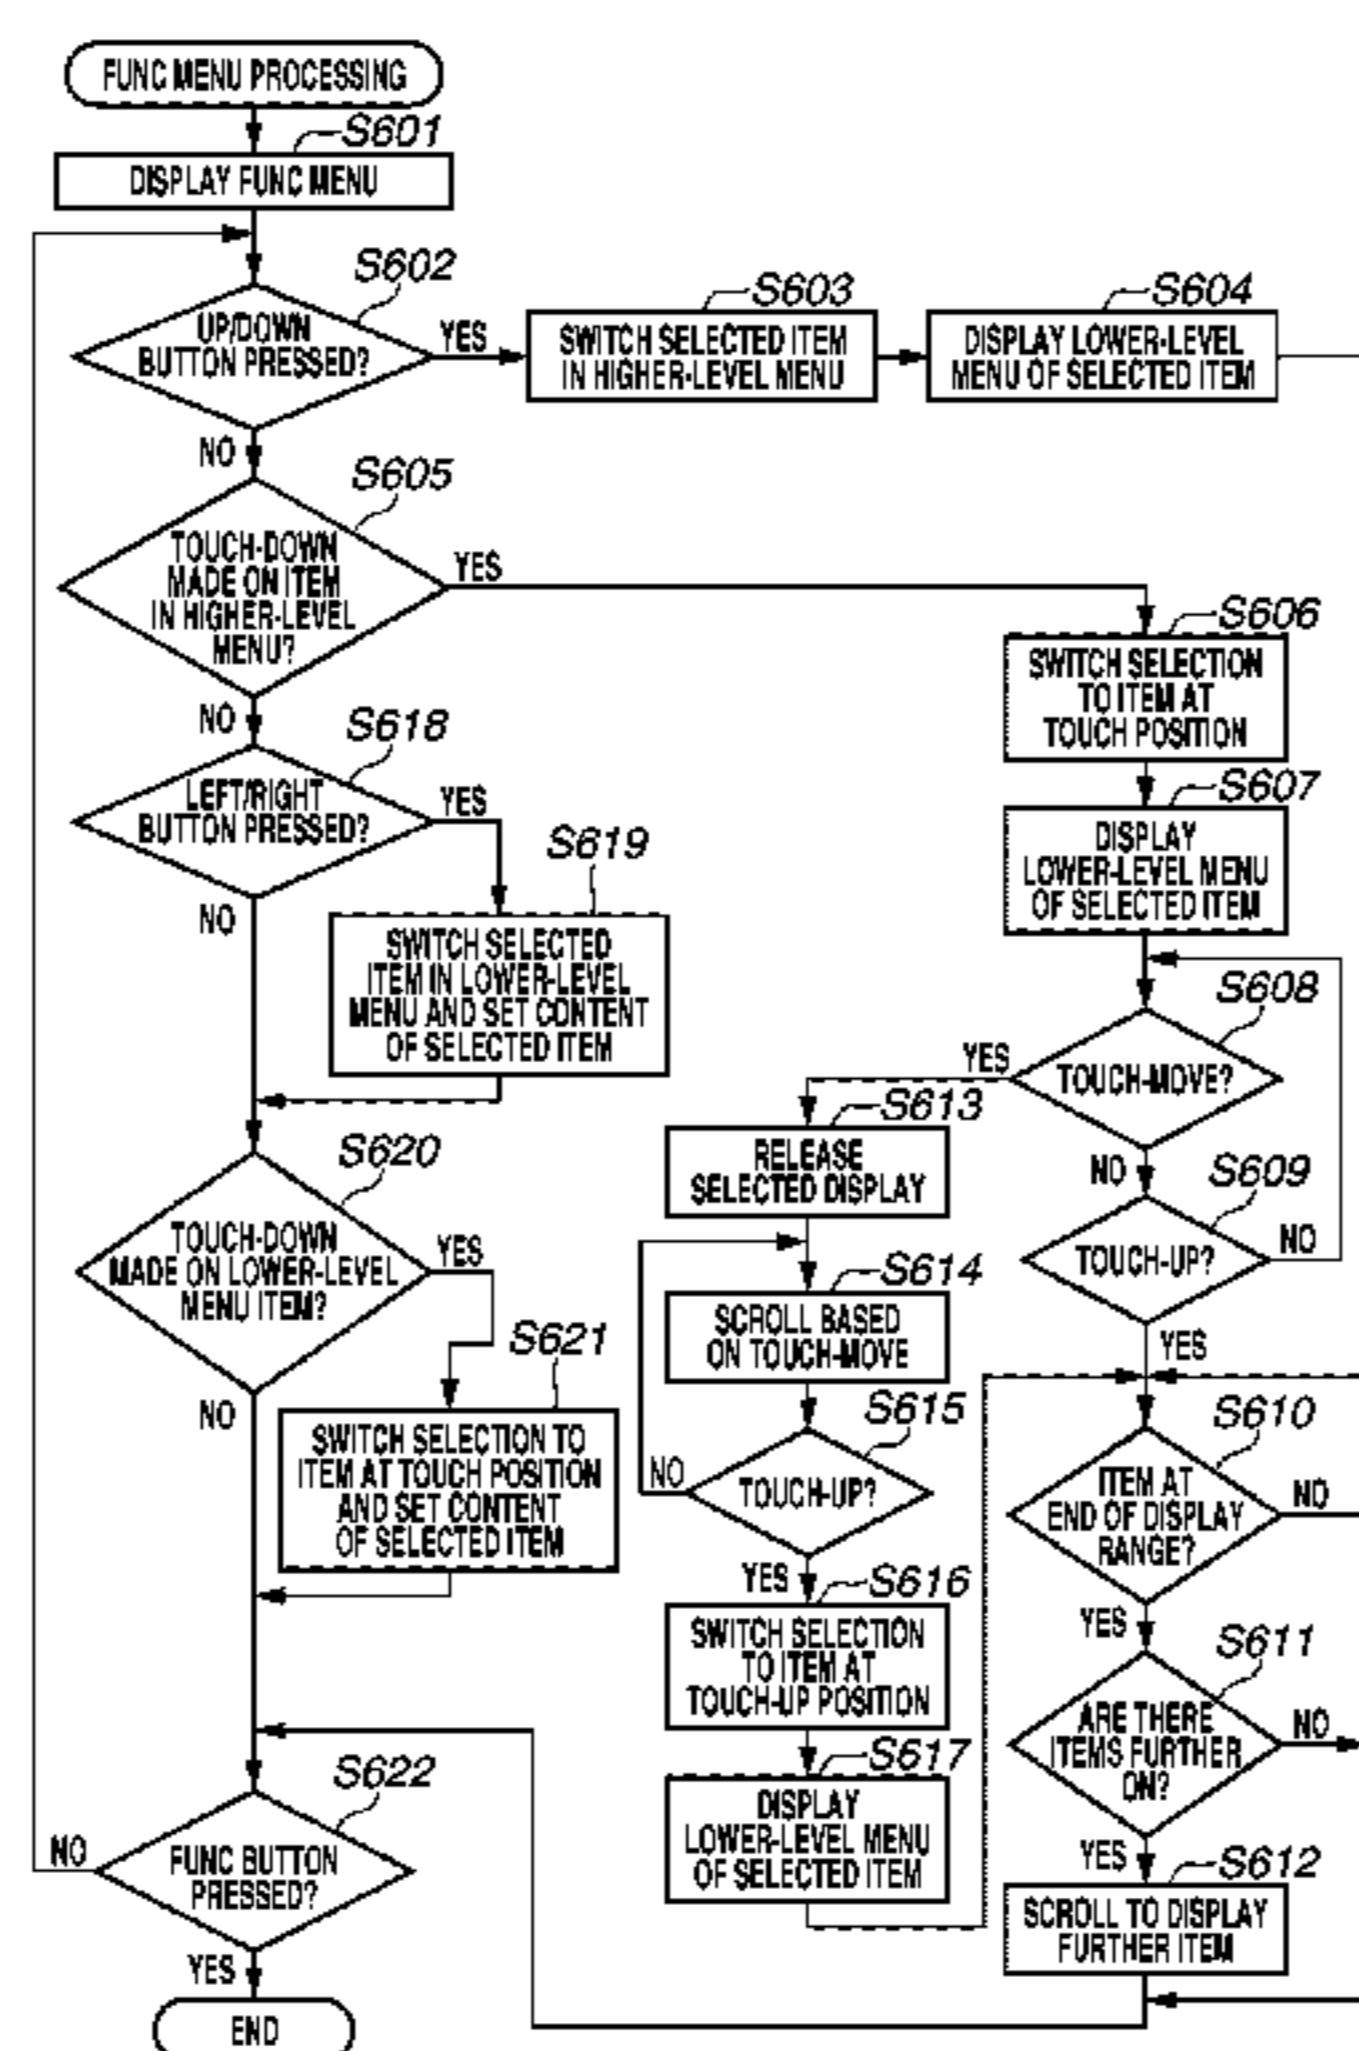 FUNC MENU PROCESSING
S601
DISPLAY FUNC MENU
S602
UP/DOWN
BUTTON PRESSED?
YES
NO
S603
SWITCH SELECTED ITEM
IN HIGHER-LEVEL MENU
S604
DISPLAY LOWER-LEVEL
MENU OF SELECTED ITEM
S605
TOUCH-DOWN
MADE ON ITEM
IN HIGHER-LEVEL
MENU?
YES
NO
S606
SWITCH SELECTION
TO ITEM AT
TOUCH POSITION
S607
DISPLAY
LOWER-LEVEL MENU
OF SELECTED ITEM
S608
TOUCH-MOVE?
YES
NO
S609
TOUCH-UP?
NO
YES
S610
ITEM AT
END OF DISPLAY
RANGE?
NO
YES
S611
ARE THERE
ITEMS FURTHER
ON?
NO
YES
S612
SCROLL TO DISPLAY
FURTHER ITEM
S613
RELEASE
SELECTED DISPLAY
S614
SCROLL BASED
ON TOUCH-MOVE
S615
TOUCH-UP?
NO
YES
S616
SWITCH SELECTION
TO ITEM AT
TOUCH-UP POSITION
S617
DISPLAY
LOWER-LEVEL MENU
OF SELECTED ITEM
S618
LEFT/RIGHT
BUTTON PRESSED?
YES
NO
S619
SWITCH SELECTED
ITEM IN LOWER-LEVEL
MENU AND SET CONTENT
OF SELECTED ITEM
S620
TOUCH-DOWN
MADE ON LOWER-LEVEL
MENU ITEM?
YES
NO
S621
SWITCH SELECTION TO
ITEM AT TOUCH POSITION
AND SET CONTENT
OF SELECTED ITEM
S622
FUNC BUTTON
PRESSED?
NO
YES
END